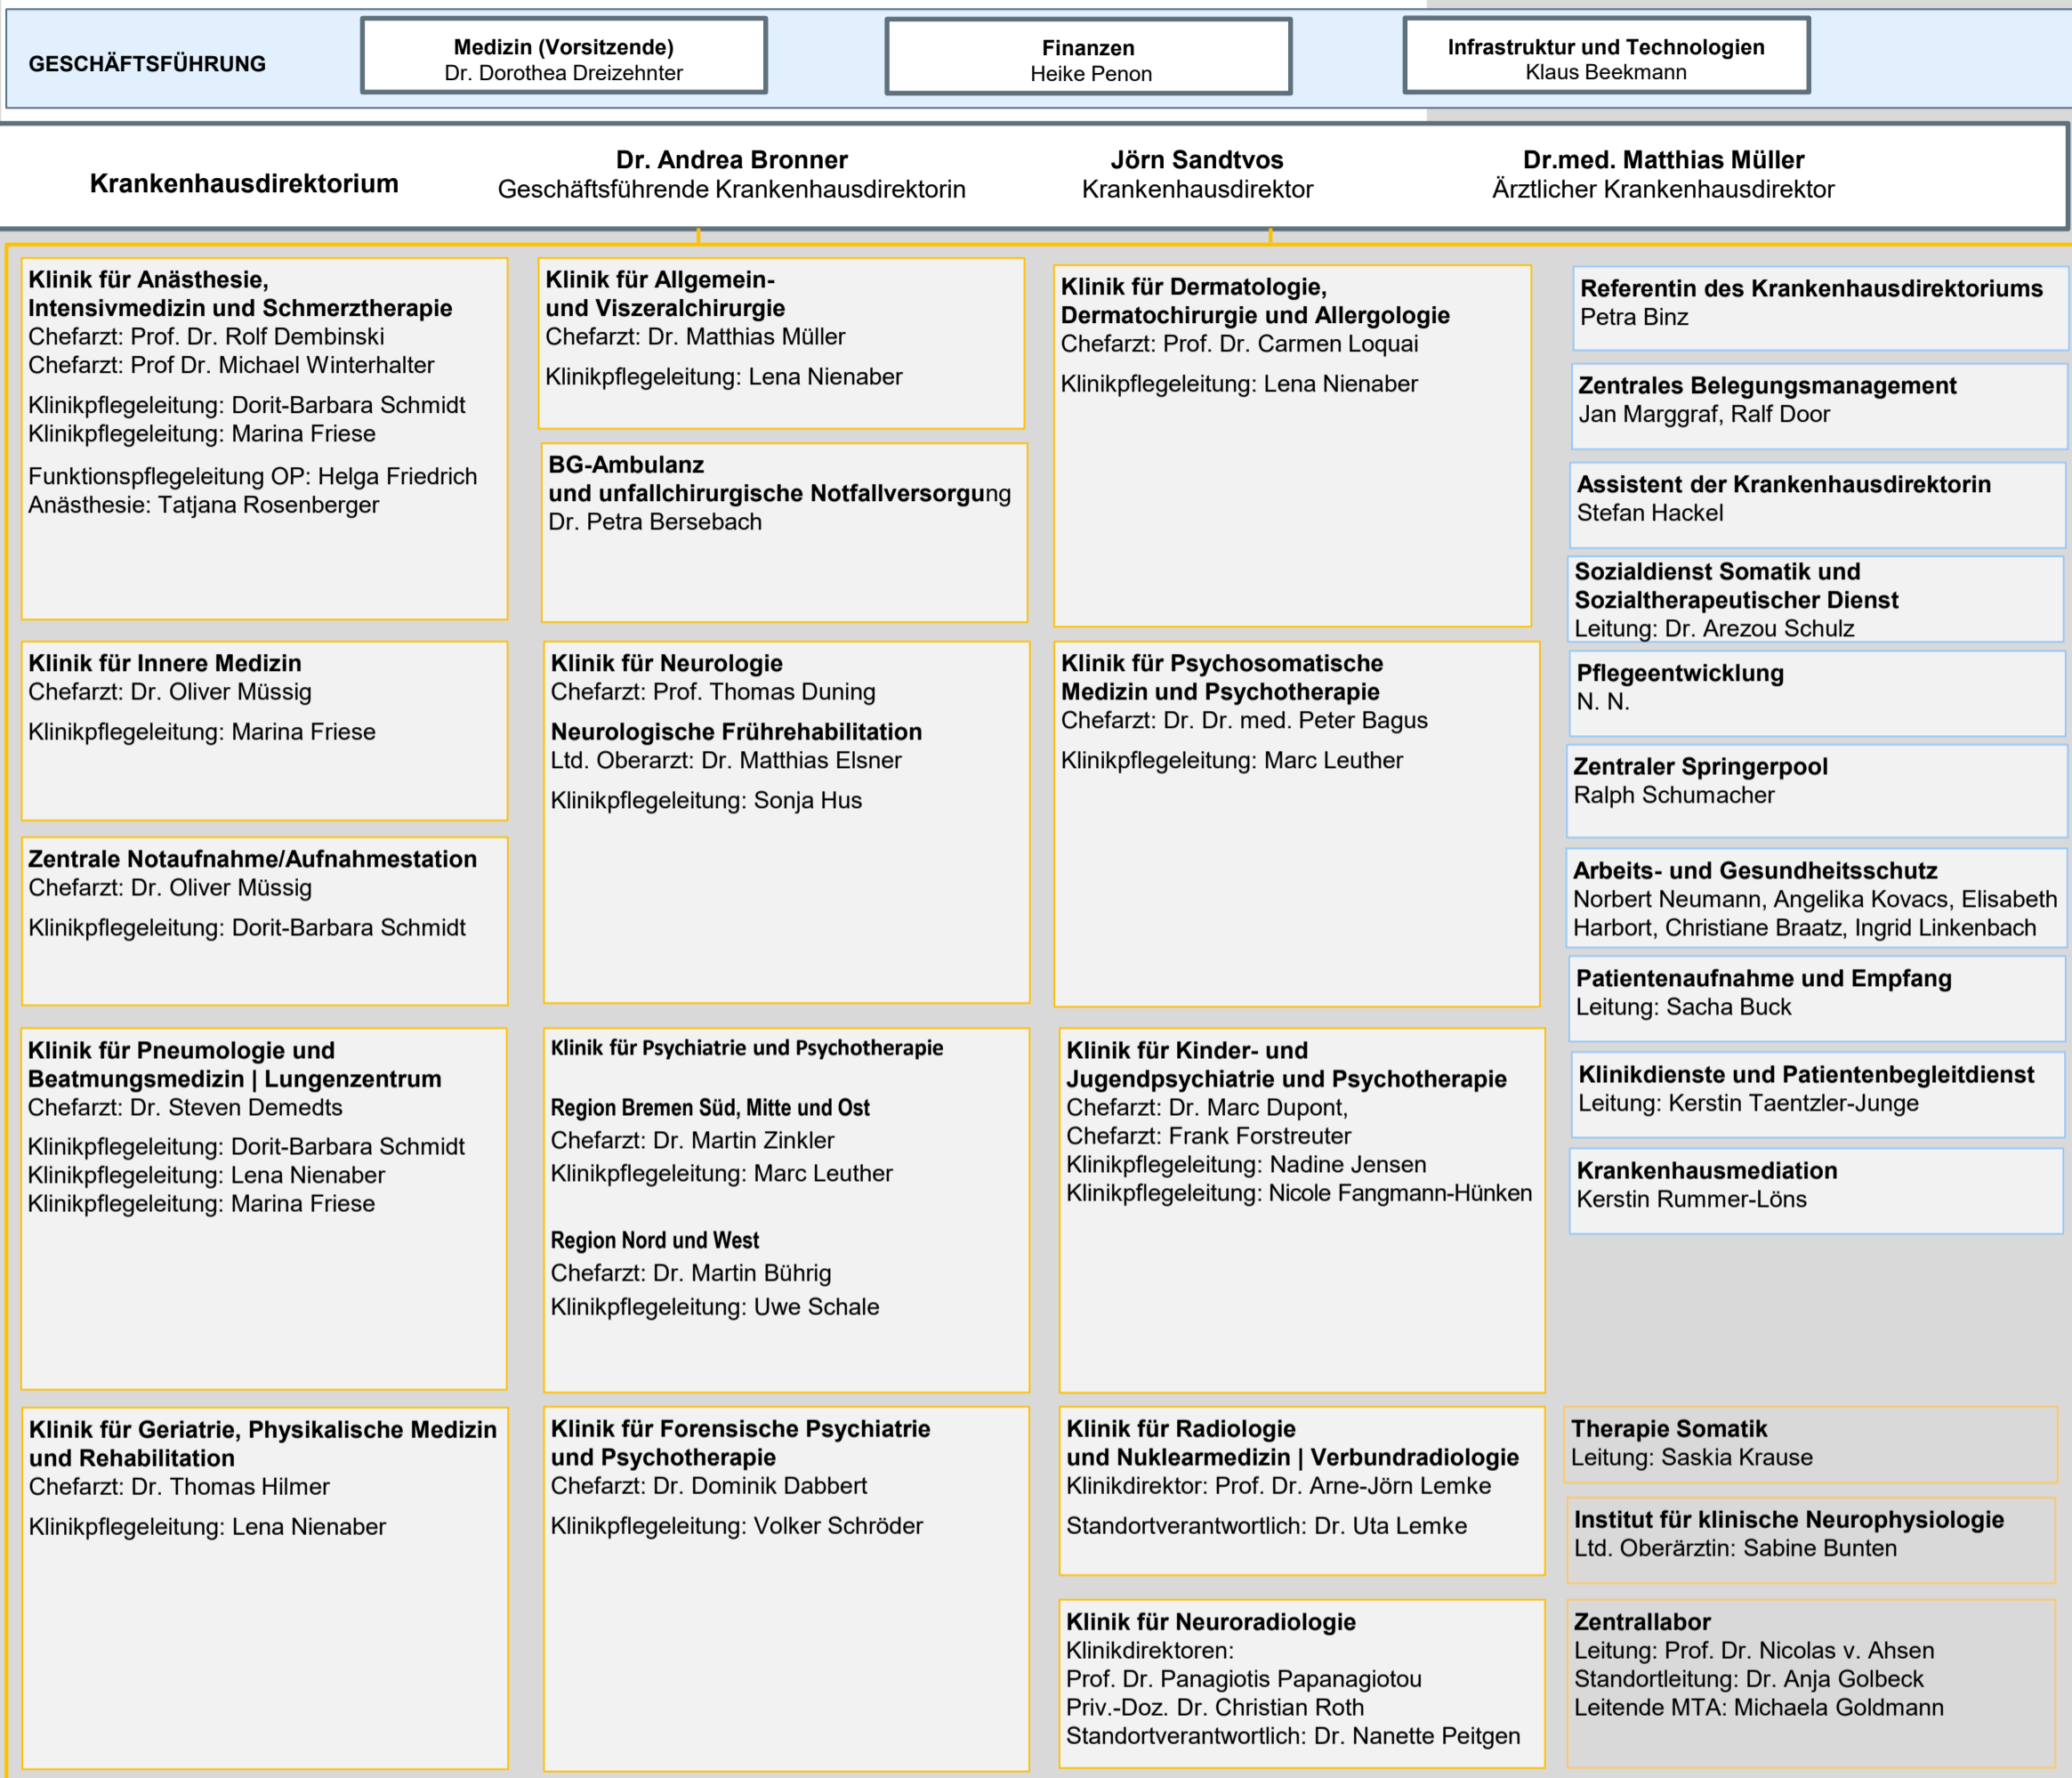 GESCHÄFTSFÜHRUNG
Medizin (Vorsitzende)
Dr. Dorothea Dreizehnter
Finanzen
Heike Penon
Infrastruktur und Technologien
Klaus Beekmann
Krankenhausdirektorium
Dr. Andrea Bronner
Geschäftsführende Krankenhausdirektorin
Jörn Sandtvos
Krankenhausdirektor
Dr.med. Matthias Müller
Ärztlicher Krankenhausdirektor
Klinik für Anästhesie,
Intensivmedizin und Schmerztherapie
Chefarzt: Prof. Dr. Rolf Dembinski
Chefarzt: Prof Dr. Michael Winterhalter
Klinikpflegeleitung: Dorit-Barbara Schmidt
Klinikpflegeleitung: Marina Friese
Funktionspflegeleitung OP: Helga Friedrich
Anästhesie: Tatjana Rosenberger
Klinik für Allgemein-
und Viszeralchirurgie
Chefarzt: Dr. Matthias Müller
Klinikpflegeleitung: Lena Nienaber
BG-Ambulanz
und unfallchirurgische Notfallversorgung
Dr. Petra Bersebach
Klinik für Dermatologie,
Dermatochirurgie und Allergologie
Chefarzt: Prof. Dr. Carmen Loquai
Klinikpflegeleitung: Lena Nienaber
Klinik für Innere Medizin
Chefarzt: Dr. Oliver Müssig
Klinikpflegeleitung: Marina Friese
Zentrale Notaufnahme/Aufnahmestation
Chefarzt: Dr. Oliver Müssig
Klinikpflegeleitung: Dorit-Barbara Schmidt
Klinik für Neurologie
Chefarzt: Prof. Thomas Duning
Neurologische Frührehabilitation
Ltd. Oberarzt: Dr. Matthias Elsner
Klinikpflegeleitung: Sonja Hus
Klinik für Psychosomatische
Medizin und Psychotherapie
Chefarzt: Dr. Dr. med. Peter Bagus
Klinikpflegeleitung: Marc Leuther
Klinik für Pneumologie und
Beatmungsmedizin | Lungenzentrum
Chefarzt: Dr. Steven Demedts
Klinikpflegeleitung: Dorit-Barbara Schmidt
Klinikpflegeleitung: Lena Nienaber
Klinikpflegeleitung: Marina Friese
Klinik für Psychiatrie und Psychotherapie
Region Bremen Süd, Mitte und Ost
Chefarzt: Dr. Martin Zinkler
Klinikpflegeleitung: Marc Leuther
Region Nord und West
Chefarzt: Dr. Martin Bührig
Klinikpflegeleitung: Uwe Schale
Klinik für Kinder- und
Jugendpsychiatrie und Psychotherapie
Chefarzt: Dr. Marc Dupont,
Chefarzt: Frank Forstreuter
Klinikpflegeleitung: Nadine Jensen
Klinikpflegeleitung: Nicole Fangmann-Hünken
Klinik für Geriatrie, Physikalische Medizin
und Rehabilitation
Chefarzt: Dr. Thomas Hilmer
Klinikpflegeleitung: Lena Nienaber
Klinik für Forensische Psychiatrie
und Psychotherapie
Chefarzt: Dr. Dominik Dabbert
Klinikpflegeleitung: Volker Schröder
Klinik für Radiologie
und Nuklearmedizin | Verbundradiologie
Klinikdirektor: Prof. Dr. Arne-Jörn Lemke
Standortverantwortlich: Dr. Uta Lemke
Klinik für Neuroradiologie
Klinikdirektoren:
Prof. Dr. Panagiotis Papanagiotou
Priv.-Doz. Dr. Christian Roth
Standortverantwortlich: Dr. Nanette Peitgen
Referentin des Krankenhausdirektoriums
Petra Binz
Zentrales Belegungsmanagement
Jan Marggraf, Ralf Door
Assistent der Krankenhausdirektorin
Stefan Hackel
Sozialdienst Somatik und
Sozialtherapeutischer Dienst
Leitung: Dr. Arezou Schulz
Pflegeentwicklung
N. N.
Zentraler Springerpool
Ralph Schumacher
Arbeits- und Gesundheitsschutz
Norbert Neumann, Angelika Kovacs, Elisabeth
Harbort, Christiane Braatz, Ingrid Linkenbach
Patientenaufnahme und Empfang
Leitung: Sacha Buck
Klinikdienste und Patientenbegleitdienst
Leitung: Kerstin Taentzler-Junge
Krankenhausmediation
Kerstin Rummer-Löns
Therapie Somatik
Leitung: Saskia Krause
Institut für klinische Neurophysiologie
Ltd. Oberärztin: Sabine Bunten
Zentrallabor
Leitung: Prof. Dr. Nicolas v. Ahsen
Standortleitung: Dr. Anja Golbeck
Leitende MTA: Michaela Goldmann